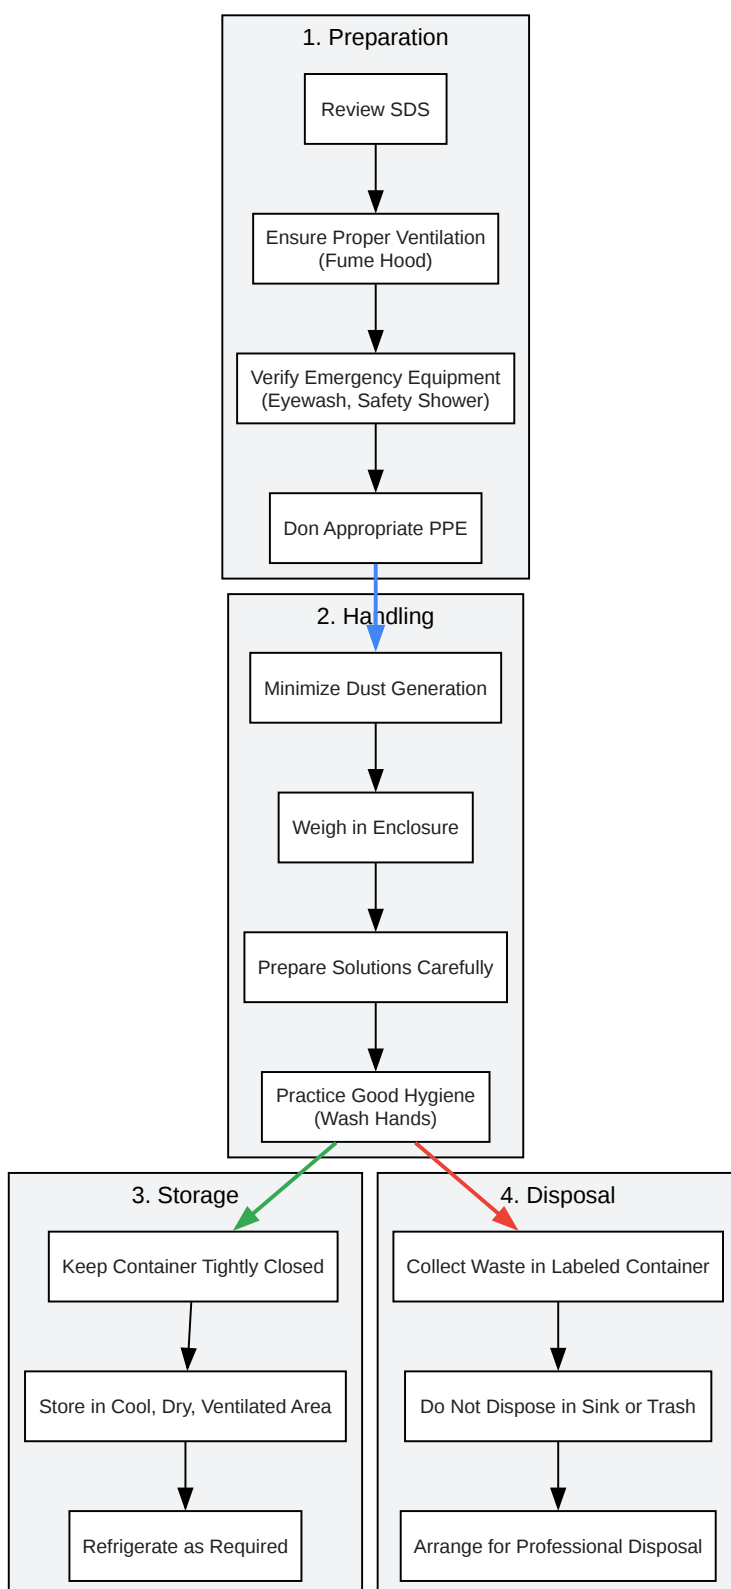 1. Preparation
Review SDS
Ensure Proper Ventilation
(Fume Hood)
Verify Emergency Equipment
(Eyewash, Safety Shower)
Don Appropriate PPE
2. Handling
Minimize Dust Generation
Weigh in Enclosure
Prepare Solutions Carefully
Practice Good Hygiene
(Wash Hands)
3. Storage
Keep Container Tightly Closed
Store in Cool, Dry, Ventilated Area
Refrigerate as Required
4. Disposal
Collect Waste in Labeled Container
Do Not Dispose in Sink or Trash
Arrange for Professional Disposal